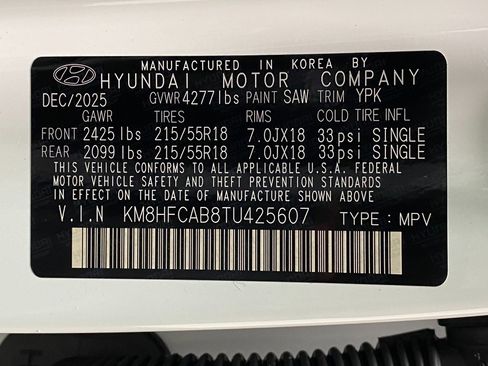 MANUFACTURED IN KOREA BY
HYUNDAI MOTOR COMPANY
DEC/2025 GVWR 4277lbs PAINT SAW TRIM YPK
GAWR TIRES RIMS COLD TIRE INFL
FRONT 2425lbs 215/55R18 7.0JX18 33psi SINGLE
REAR 2099lbs 215/55R18 7.0JX18 33psi SINGLE
THIS VEHICLE CONFORMS TO ALL APPLICABLE U.S.A. FEDERAL
MOTOR VEHICLE SAFETY AND THEFT PREVENTION STANDARDS
IN EFFECT ON THE DATE OF MANUFACTURE SHOWN ABOVE.
V.I.N KM8HFCAB8TU425607 TYPE : MPV